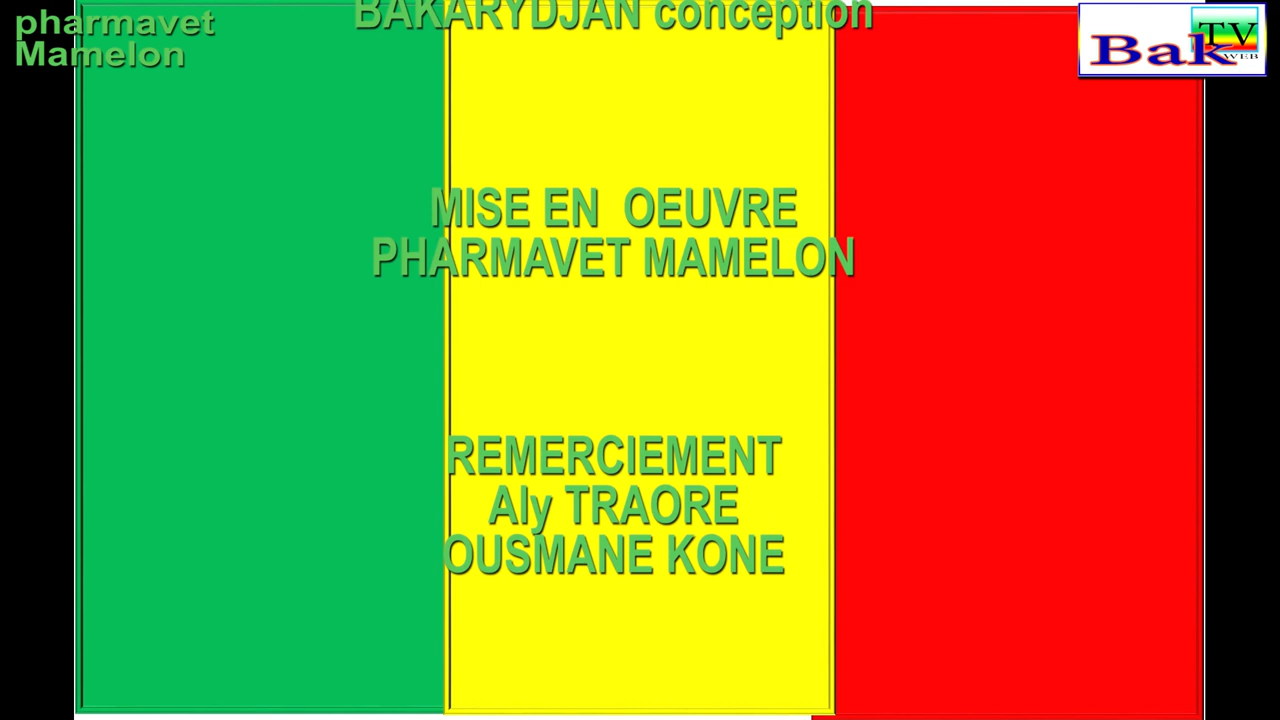 pharmavet
Mamelon
BAKARYDJAN conception
Bak TV
WEB
MISE EN OEUVRE
PHARMAVET MAMELON
REMERCIEMENT
Aly TRAORE
OUSMANE KONE